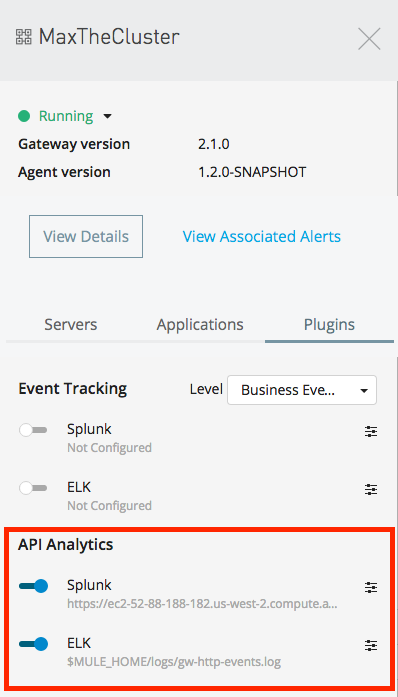 MaxTheCluster
Running
Gateway version 2.1.0
Agent version 1.2.0-SNAPSHOT
View Details View Associated Alerts
Servers Applications Plugins
Event Tracking Level Business Eve...
Splunk
Not Configured
ELK
Not Configured
API Analytics
Splunk
https://ec2-52-88-188-182.us-west-2.compute.a...
ELK
$MULE_HOME/logs/gw-http-events.log